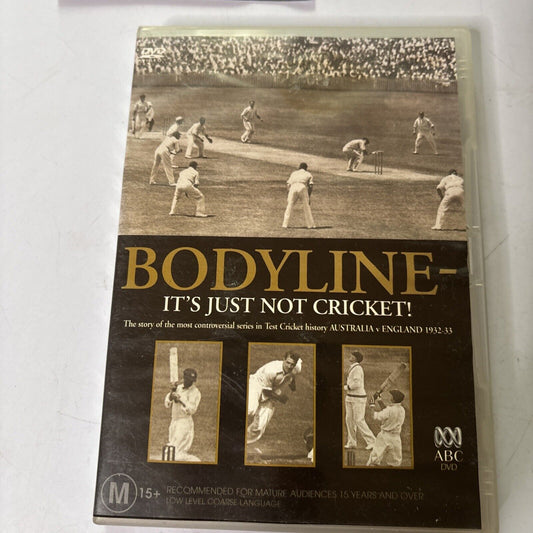 DVD
BODYLINE-
IT'S JUST NOT CRICKET!
The story of the most controversial series in Test Cricket history AUSTRALIA v ENGLAND 1932-33
ABC
DVD
M 15+
RECOMMENDED FOR MATURE AUDIENCES 15 YEARS AND OVER
LOW LEVEL COARSE LANGUAGE